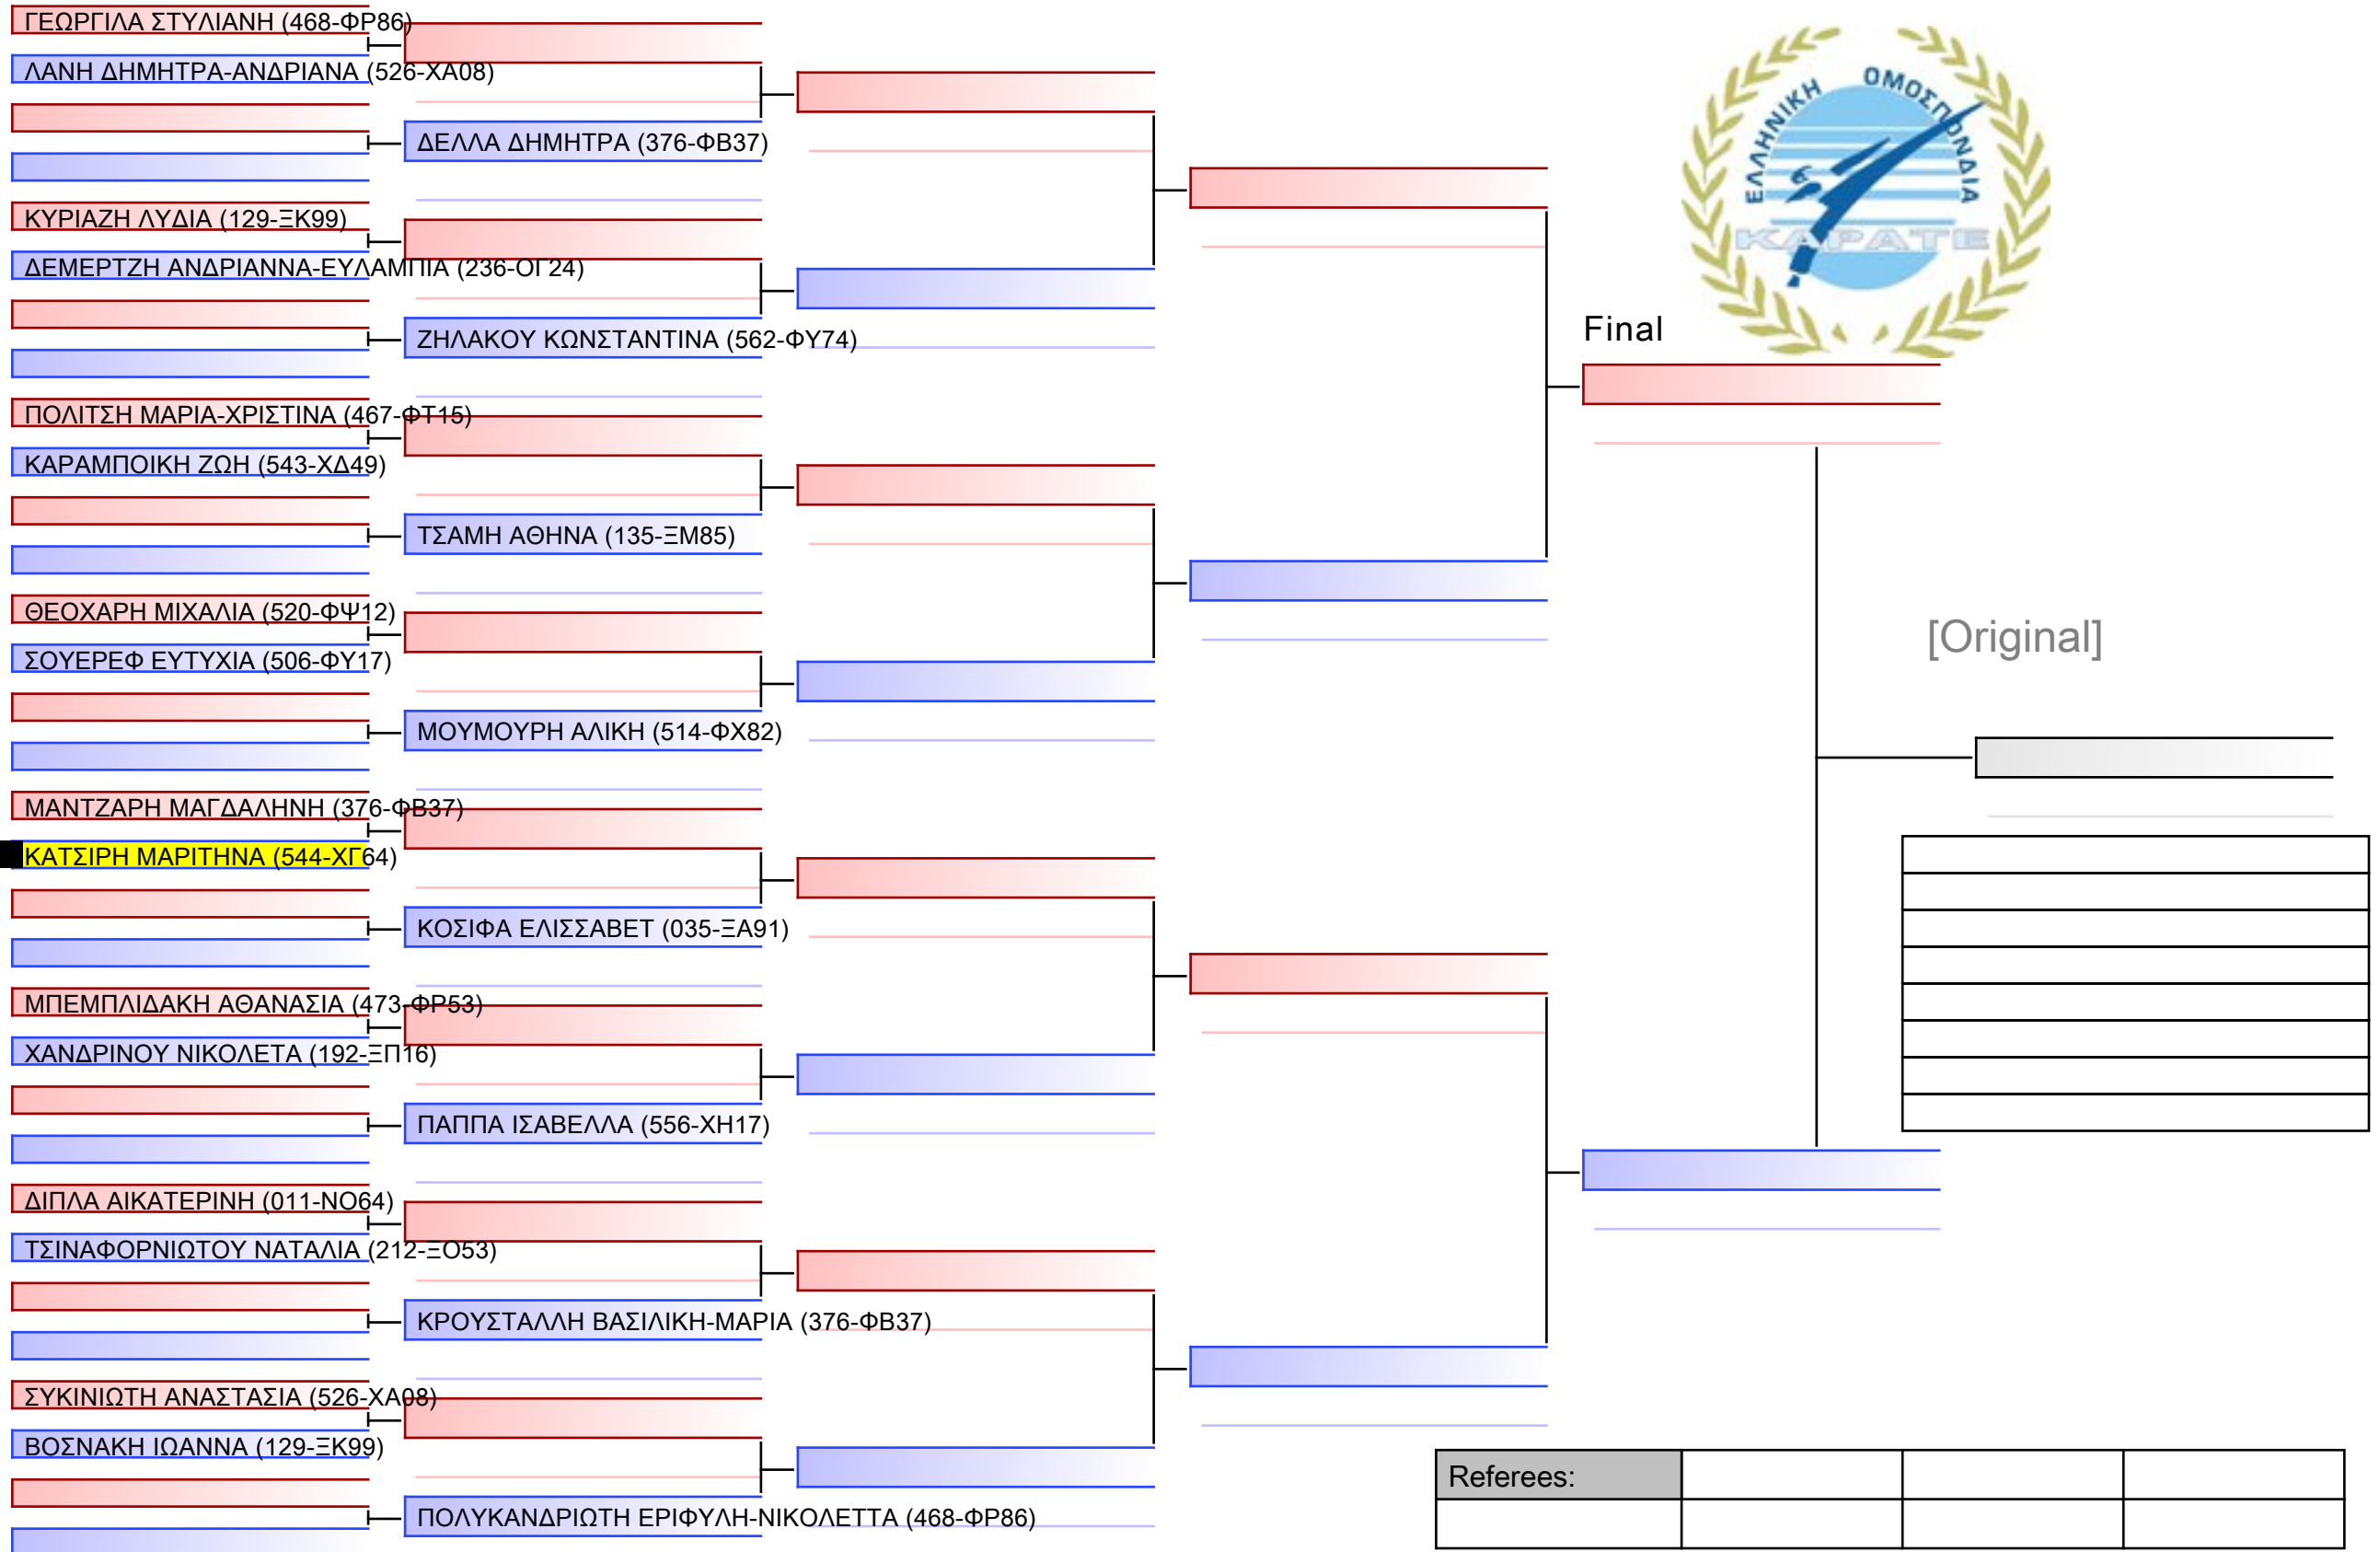 ΓΕΩΡΓΙΛΑ ΣΤΥΛΙΑΝΗ (468-ΦΡ86)
ΛΑΝΗ ΔΗΜΗΤΡΑ-ΑΝΔΡΙΑΝΑ (526-ΧΑ08)
ΔΕΛΛΑ ΔΗΜΗΤΡΑ (376-ΦΒ37)
ΚΥΡΙΑΖΗ ΛΥΔΙΑ (129-ΞΚ99)
ΔΕΜΕΡΤΖΗ ΑΝΔΡΙΑΝΝΑ-ΕΥΛΑΜΠΙΑ (236-ΟΓ24)
ΖΗΛΑΚΟΥ ΚΩΝΣΤΑΝΤΙΝΑ (562-ΦΥ74)
ΠΟΛΙΤΣΗ ΜΑΡΙΑ-ΧΡΙΣΤΙΝΑ (467-ΦΤ15)
ΚΑΡΑΜΠΟΙΚΗ ΖΩΗ (543-ΧΔ49)
ΤΣΑΜΗ ΑΘΗΝΑ (135-ΞΜ85)
ΘΕΟΧΑΡΗ ΜΙΧΑΛΙΑ (520-ΦΨ12)
ΣΟΥΕΡΕΦ ΕΥΤΥΧΙΑ (506-ΦΥ17)
ΜΟΥΜΟΥΡΗ ΑΛΙΚΗ (514-ΦΧ82)
ΜΑΝΤΖΑΡΗ ΜΑΓΔΑΛΗΝΗ (376-ΦΒ37)
ΚΑΤΣΙΡΗ ΜΑΡΙΤΗΝΑ (544-ΧΓ64)
ΚΟΣΙΦΑ ΕΛΙΣΣΑΒΕΤ (035-ΞΑ91)
ΜΠΕΜΠΛΙΔΑΚΗ ΑΘΑΝΑΣΙΑ (473-ΦΡ53)
ΧΑΝΔΡΙΝΟΥ ΝΙΚΟΛΕΤΑ (192-ΞΠ16)
ΠΑΠΠΑ ΙΣΑΒΕΛΛΑ (556-ΧΗ17)
ΔΙΠΛΑ ΑΙΚΑΤΕΡΙΝΗ (011-ΝΟ64)
ΤΣΙΝΑΦΟΡΝΙΩΤΟΥ ΝΑΤΑΛΙΑ (212-ΞΟ53)
ΚΡΟΥΣΤΑΛΛΗ ΒΑΣΙΛΙΚΗ-ΜΑΡΙΑ (376-ΦΒ37)
ΣΥΚΙΝΙΩΤΗ ΑΝΑΣΤΑΣΙΑ (526-ΧΑ08)
ΒΟΣΝΑΚΗ ΙΩΑΝΝΑ (129-ΞΚ99)
ΠΟΛΥΚΑΝΔΡΙΩΤΗ ΕΡΙΦΥΛΗ-ΝΙΚΟΛΕΤΤΑ (468-ΦΡ86)
ΕΛΛΗΝΙΚΗ ΟΜΟΣΠΟΝΔΙΑ
ΚΑΡΑΤΕ
Final
[Original]
Referees: